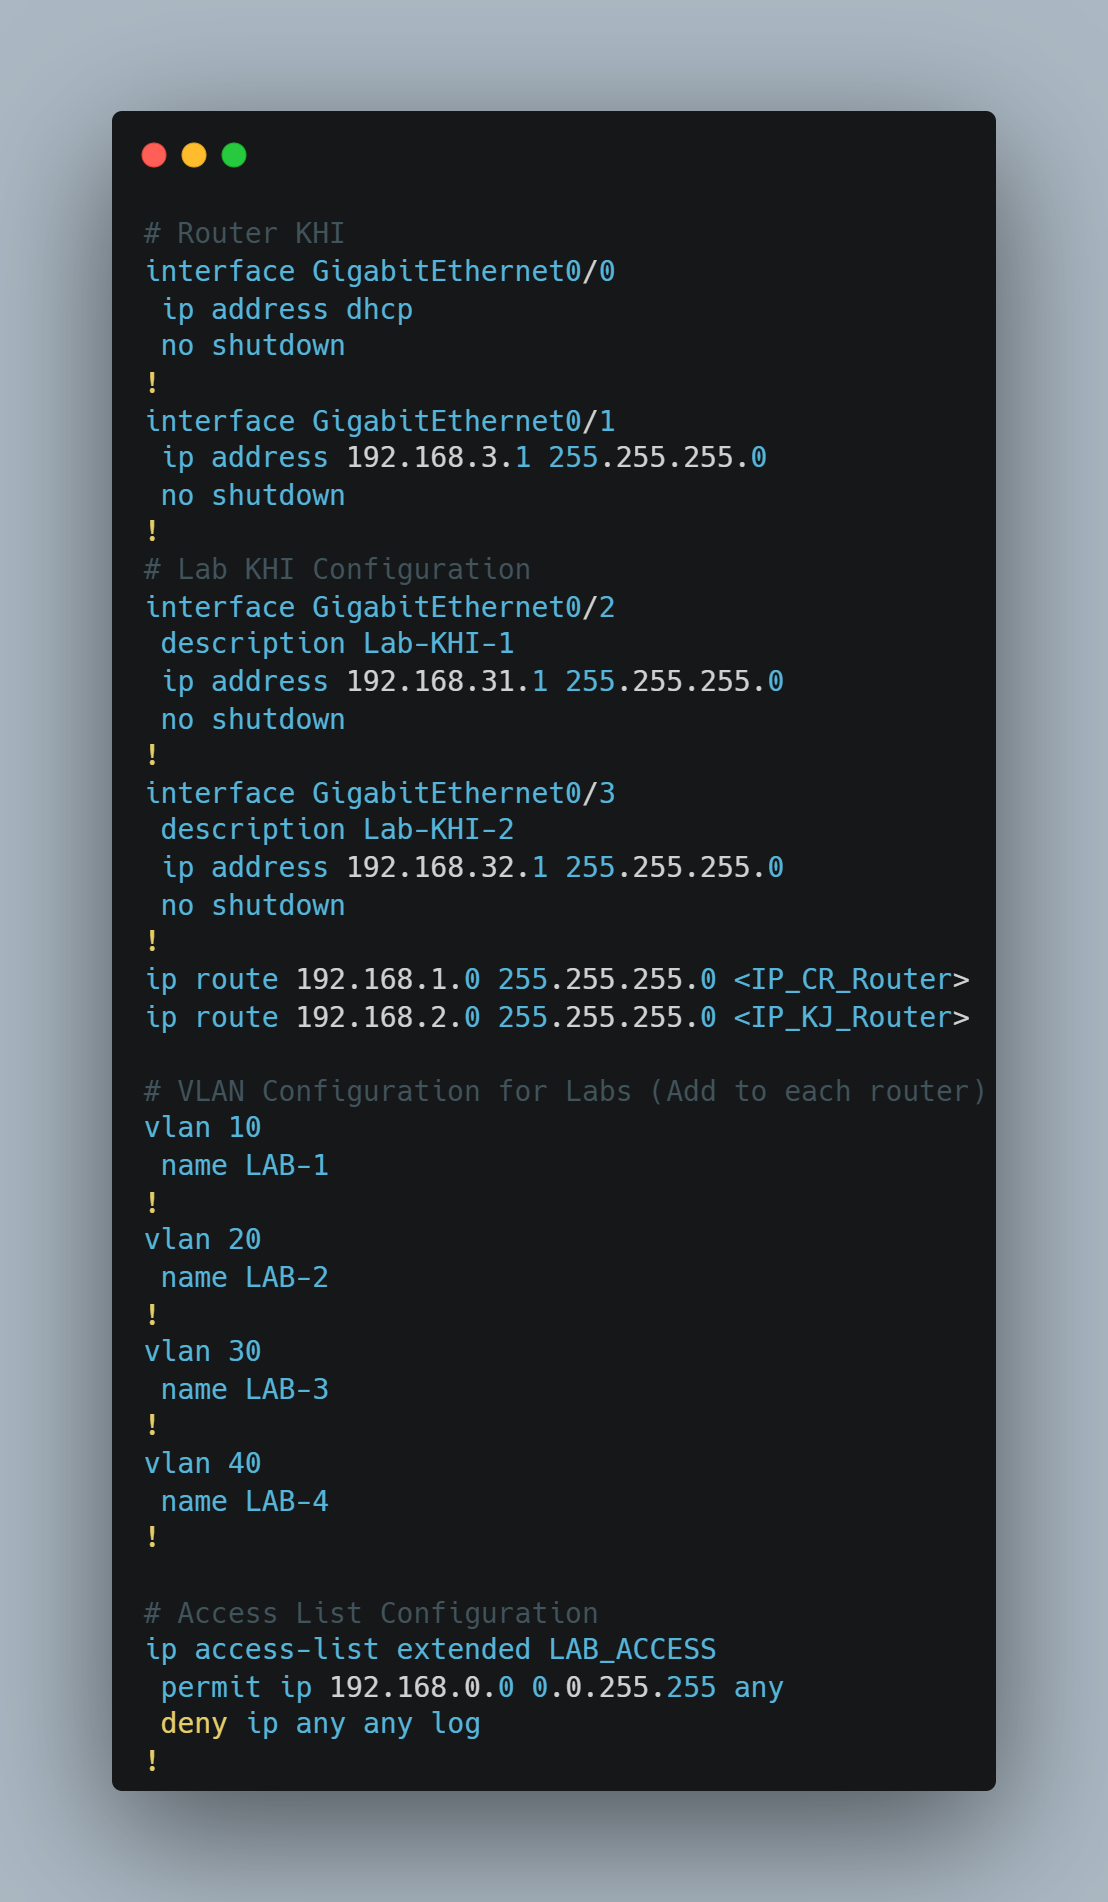 # Router KHI
interface GigabitEthernet0/0
 ip address dhcp
 no shutdown
!
interface GigabitEthernet0/1
 ip address 192.168.3.1 255.255.255.0
 no shutdown
!
# Lab KHI Configuration
interface GigabitEthernet0/2
 description Lab-KHI-1
 ip address 192.168.31.1 255.255.255.0
 no shutdown
!
interface GigabitEthernet0/3
 description Lab-KHI-2
 ip address 192.168.32.1 255.255.255.0
 no shutdown
!
ip route 192.168.1.0 255.255.255.0 <IP_CR_Router>
ip route 192.168.2.0 255.255.255.0 <IP_KJ_Router>

# VLAN Configuration for Labs (Add to each router)
vlan 10
 name LAB-1
!
vlan 20
 name LAB-2
!
vlan 30
 name LAB-3
!
vlan 40
 name LAB-4
!

# Access List Configuration
ip access-list extended LAB_ACCESS
 permit ip 192.168.0.0 0.0.255.255 any
 deny ip any any log
!